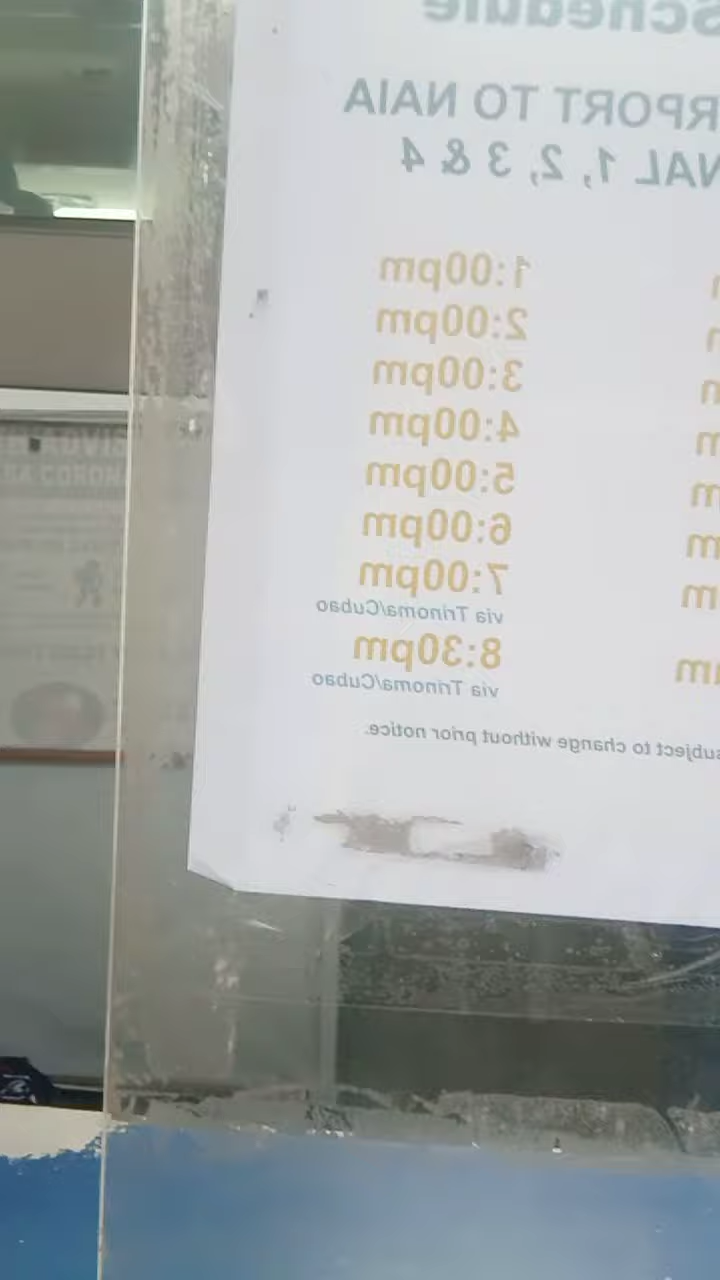 Schedule
RPORT TO NAIA
NAL 1, 2, 3 & 4
1:00pm
2:00pm
3:00pm
4:00pm
5:00pm
6:00pm
7:00pm
via Trinoma/Cubao
8:30pm
via Trinoma/Cubao
subject to change without prior notice.